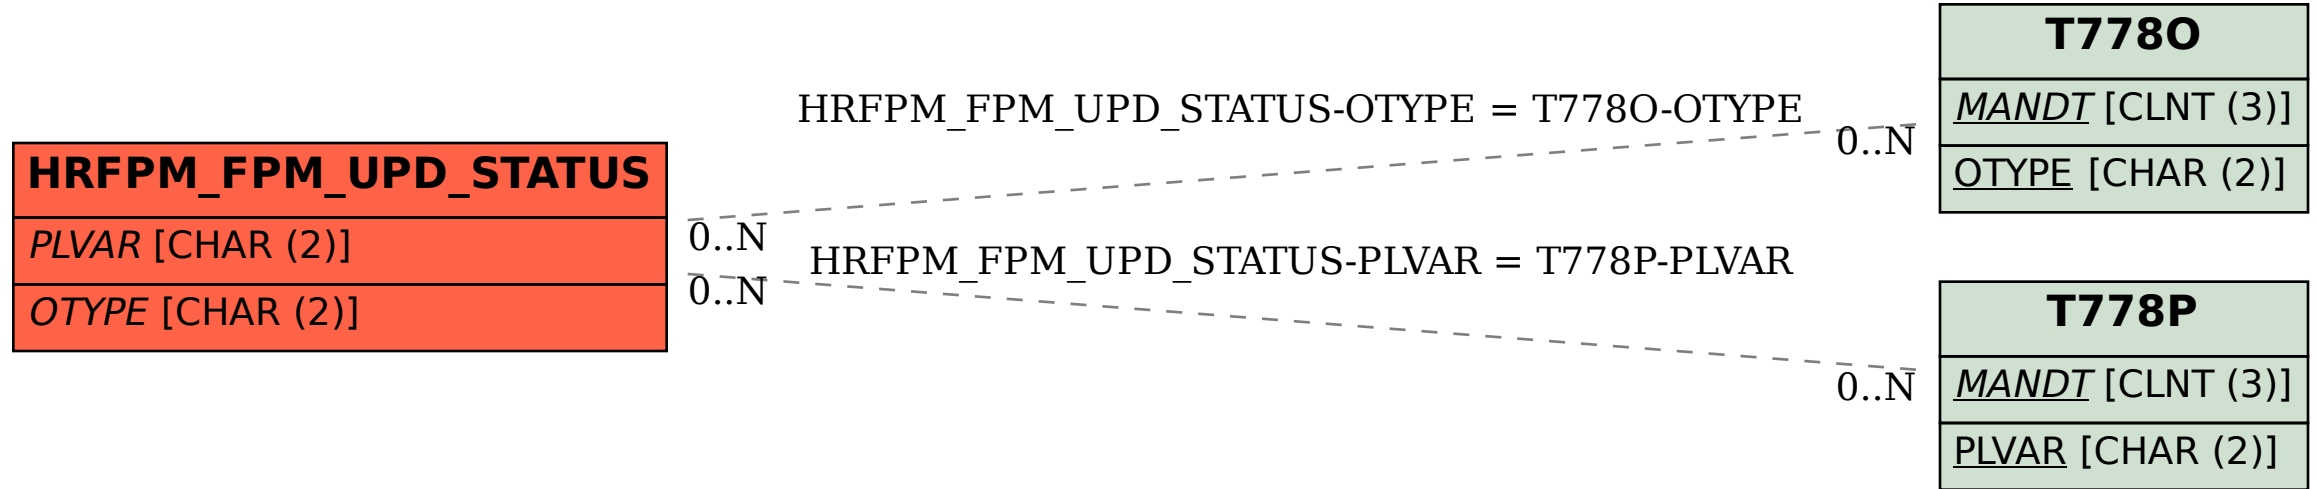 HRFPM_FPM_UPD_STATUS
PLVAR [CHAR (2)]
OTYPE [CHAR (2)]
HRFPM_FPM_UPD_STATUS-OTYPE = T778O-OTYPE
0..N
0..N
HRFPM_FPM_UPD_STATUS-PLVAR = T778P-PLVAR
0..N
0..N
T778O
MANDT [CLNT (3)]
OTYPE [CHAR (2)]
T778P
MANDT [CLNT (3)]
PLVAR [CHAR (2)]